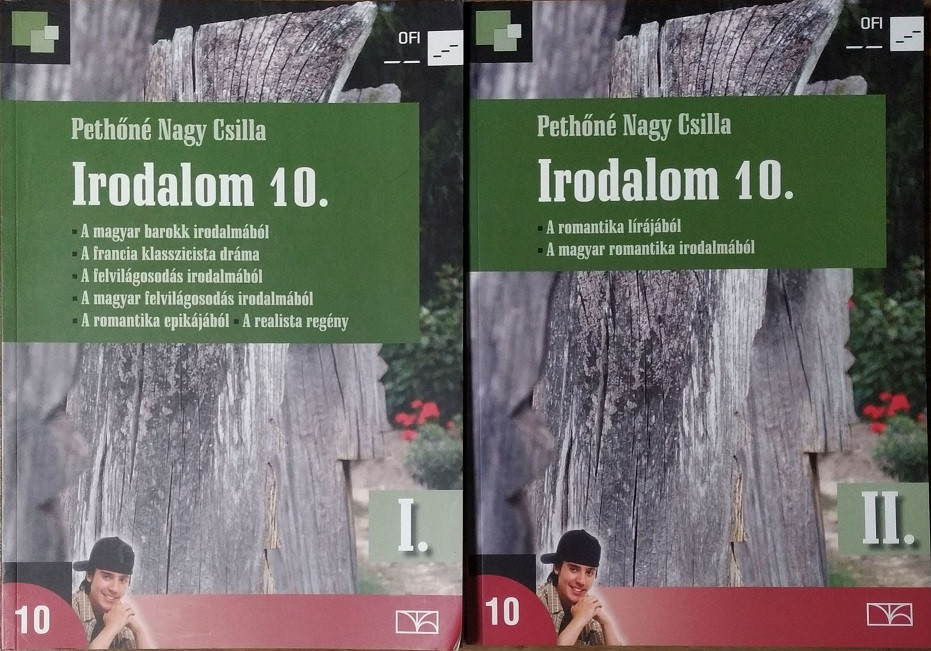 OFI
Pethőné Nagy Csilla
Irodalom 10.
▪ A magyar barokk irodalmából
▪ A francia klasszicista dráma
▪ A felvilágosodás irodalmából
▪ A magyar felvilágosodás irodalmából
▪ A romantika epikájából ▪ A realista regény
I.
10
OFI
Pethőné Nagy Csilla
Irodalom 10.
▪ A romantika lírájából
▪ A magyar romantika irodalmából
II.
10